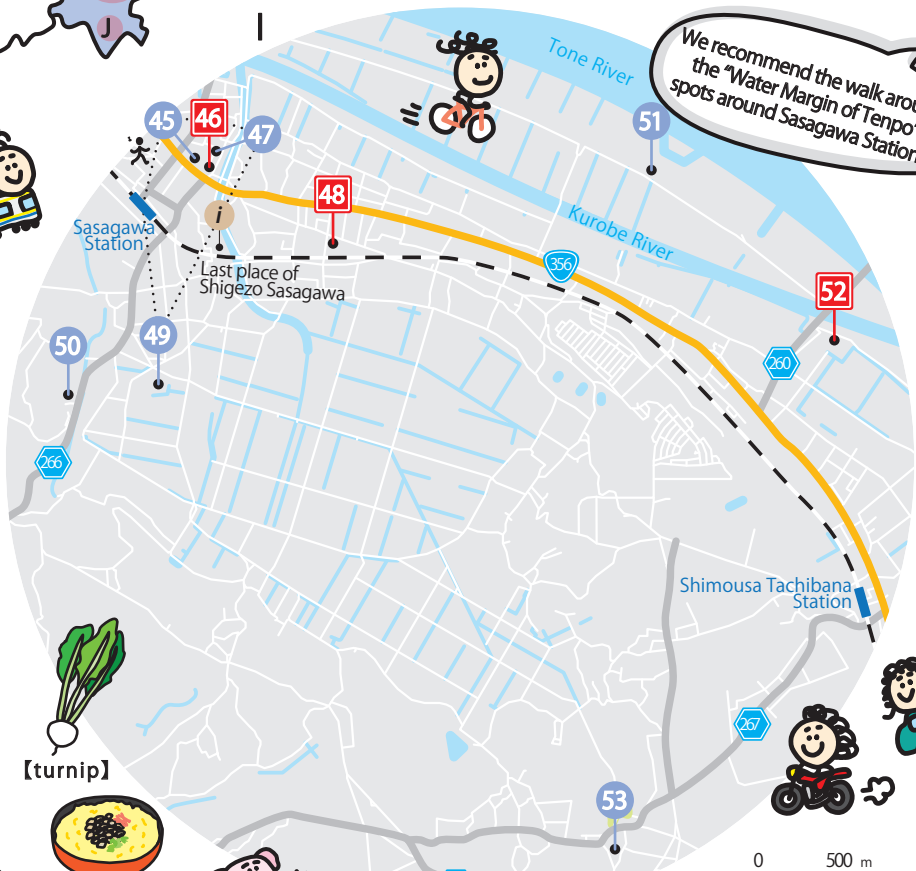 J
Tone River
We recommend the walk
the "Water Margin of Tenpo"
spots around Sasagawa Station
45
46
47
51
48
Kurobe River
Sasagawa
Station
i
Last place of
Shigezo Sasagawa
356
52
50
49
260
266
Shimousa Tachibana
Station
267
【turnip】
53
0 500 m